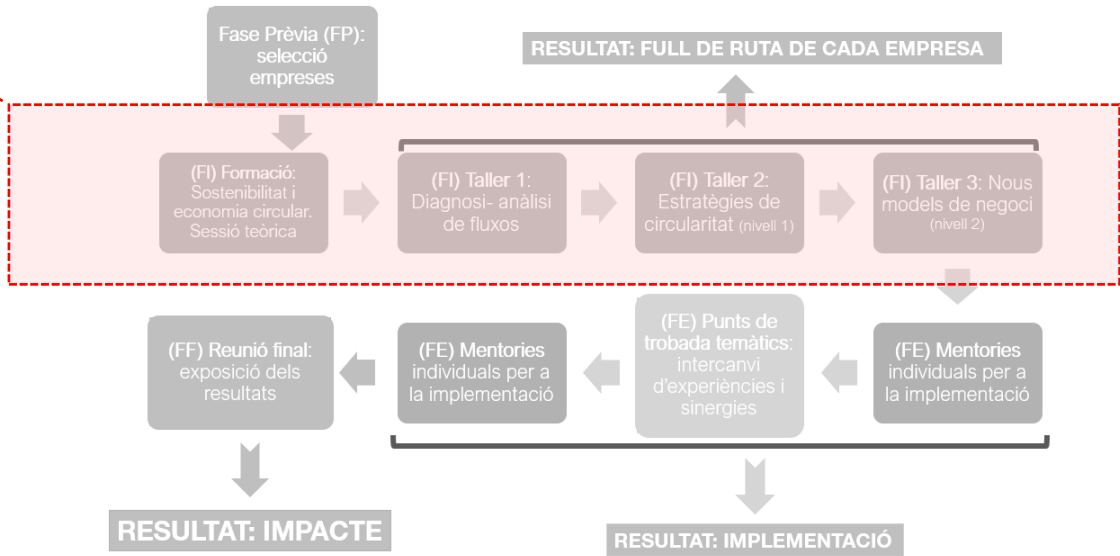 Fase Prèvia (FP):
selecció
empreses
RESULTAT: FULL DE RUTA DE CADA EMPRESA
(FI) Formació:
Sostenibilitat i
economia circular.
Sessió teòrica
(FI) Taller 1:
Diagnosi- anàlisi
de fluxos
(FI) Taller 2:
Estratègies de
circularitat (nivell 1)
(FI) Taller 3: Nous
models de negoci
(nivell 2)
(FF) Reunió final:
exposició dels
resultats
(FE) Mentories
individuals per a
la implementació
(FE) Punts de
trobada temàtics:
intercanvi
d'experiències i
sinergies
(FE) Mentories
individuals per a
la implementació
RESULTAT: IMPACTE
RESULTAT: IMPLEMENTACIÓ